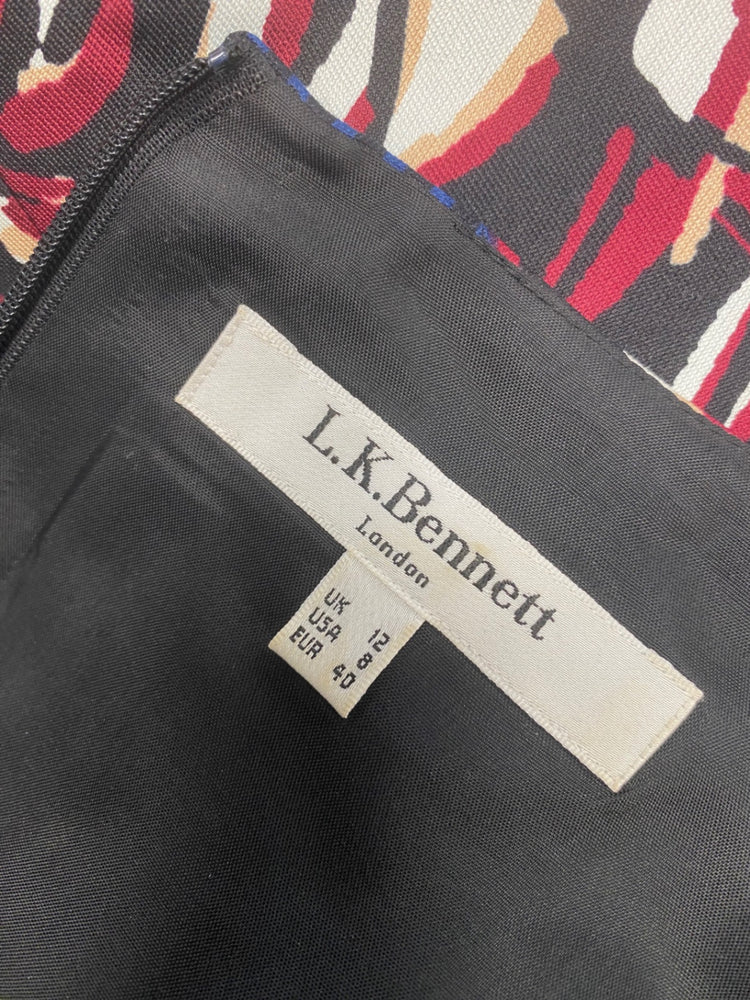 L.K.Bennett
London
UK 12
USA 8
EUR 40